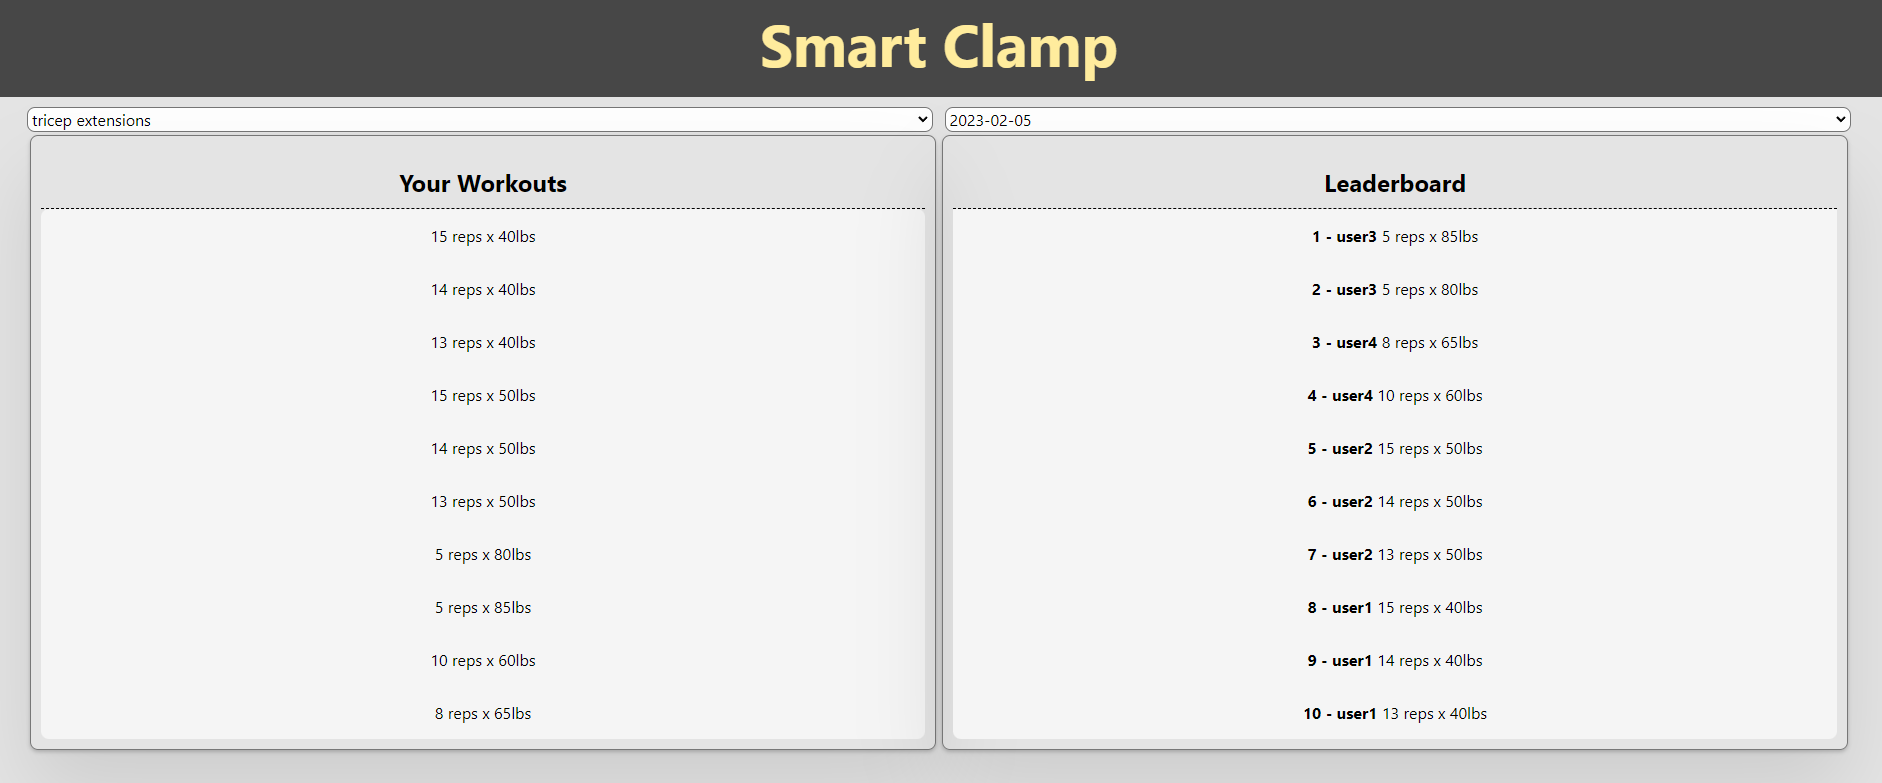 Smart Clamp
tricep extensions
2023-02-05
Your Workouts
15 reps x 40lbs
14 reps x 40lbs
13 reps x 40lbs
15 reps x 50lbs
14 reps x 50lbs
13 reps x 50lbs
5 reps x 80lbs
5 reps x 85lbs
10 reps x 60lbs
8 reps x 65lbs
Leaderboard
1 - user3 5 reps x 85lbs
2 - user3 5 reps x 80lbs
3 - user4 8 reps x 65lbs
4 - user4 10 reps x 60lbs
5 - user2 15 reps x 50lbs
6 - user2 14 reps x 50lbs
7 - user2 13 reps x 50lbs
8 - user1 15 reps x 40lbs
9 - user1 14 reps x 40lbs
10 - user1 13 reps x 40lbs